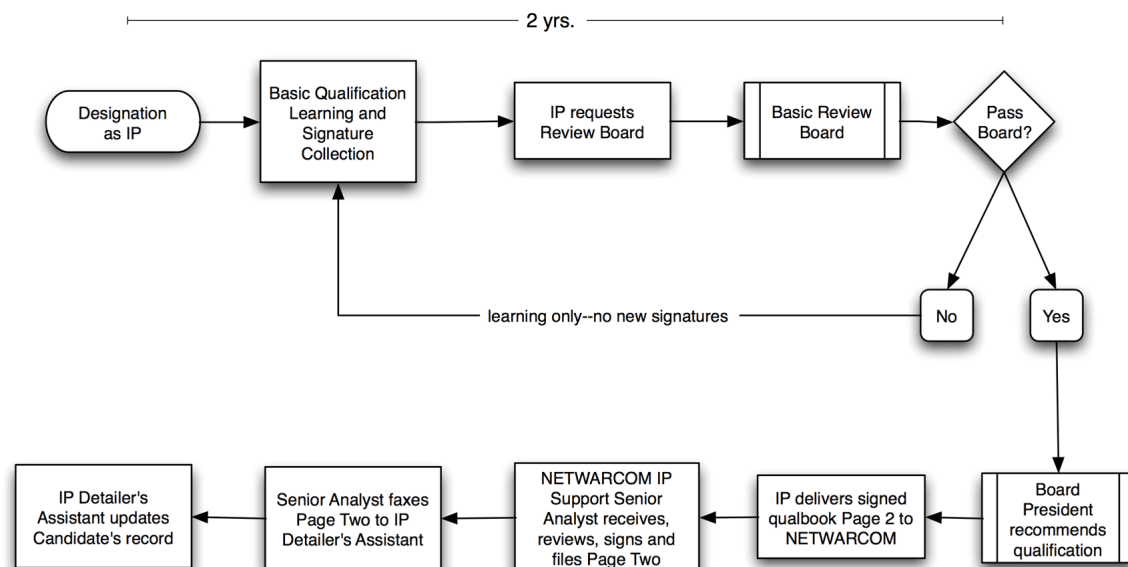 2 yrs.
Designation
as IP
Basic Qualification
Learning and
Signature
Collection
IP requests
Review Board
Basic Review
Board
Pass
Board?
No
Yes
learning only--no new signatures
Board
President
recommends
qualification
IP delivers signed
qualbook Page 2 to
NETWARCOM
NETWARCOM IP
Support Senior
Analyst receives,
reviews, signs and
files Page Two
Senior Analyst faxes
Page Two to IP
Detailer's Assistant
IP Detailer's
Assistant updates
Candidate's record